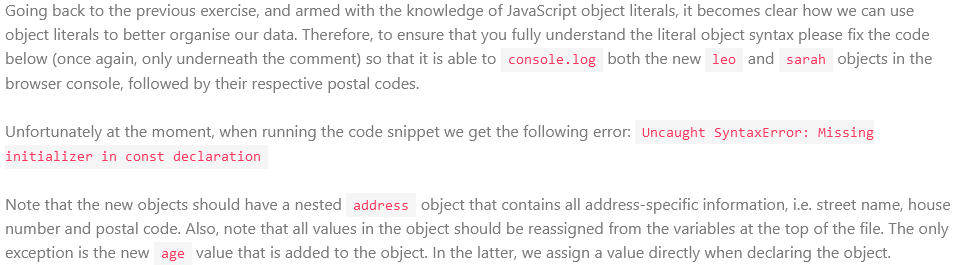 Going back to the previous exercise, and armed with the knowledge of JavaScript object literals, it becomes clear how we can use
object literals to better organise our data. Therefore, to ensure that you fully understand the literal object syntax please fix the code
below (once again, only underneath the comment) so that it is able to console.log both the new leo and sarah objects in the
browser console, followed by their respective postal codes.
Unfortunately at the moment, when running the code snippet we get the following error: Uncaught SyntaxError: Missing
initializer in const declaration
Note that the new objects should have a nested address object that contains all address-specific information, i.e. street name, house
number and postal code. Also, note that all values in the object should be reassigned from the variables at the top of the file. The only
exception is the new age value that is added to the object. In the latter, we assign a value directly when declaring the object.